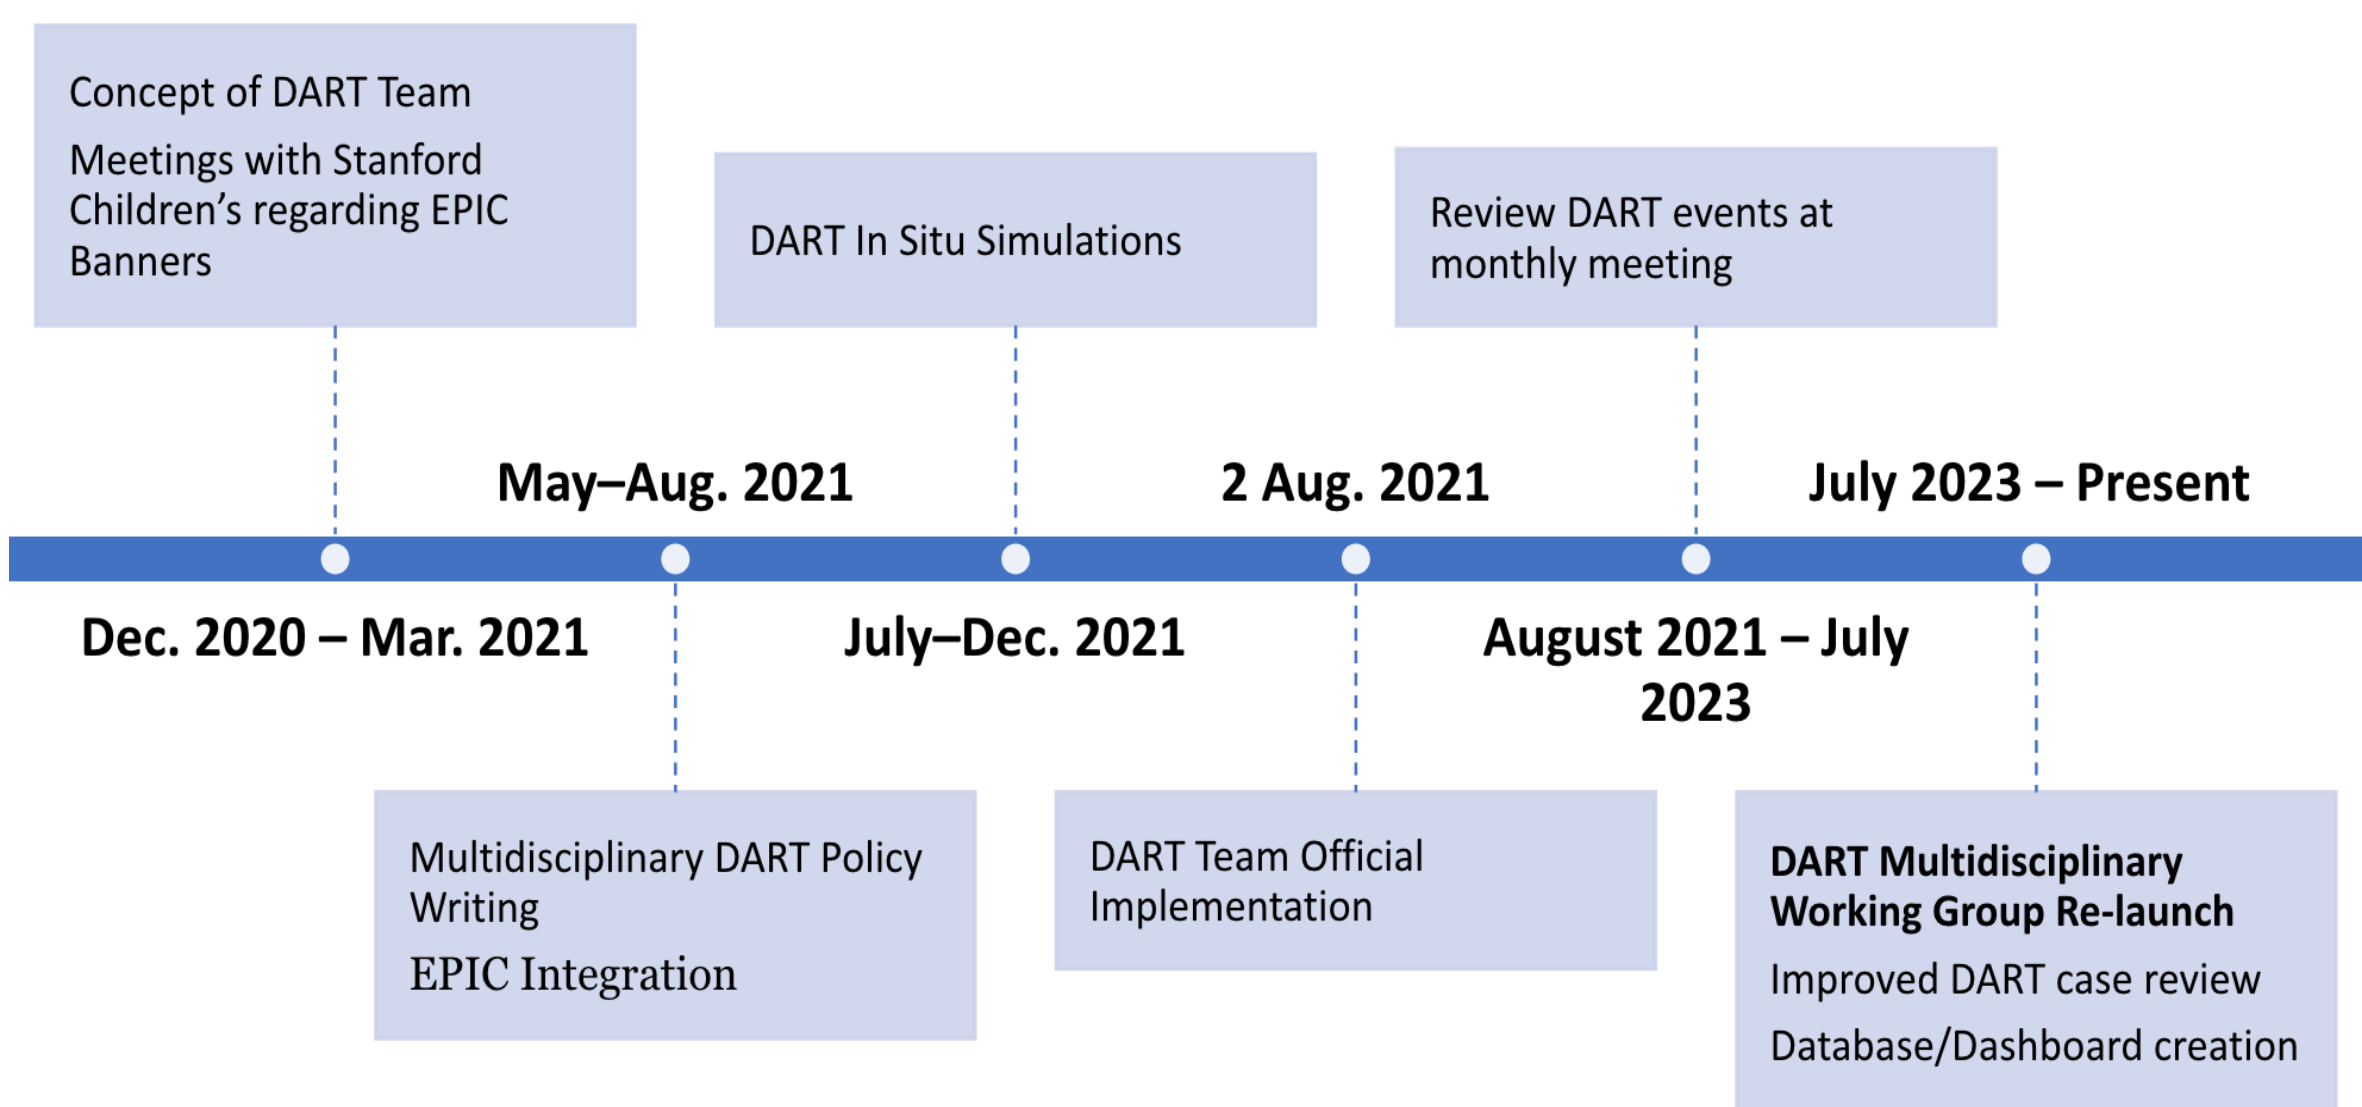 Concept of DART Team
Meetings with Stanford
Children’s regarding EPIC
Banners
DART In Situ Simulations
Review DART events at
monthly meeting
May–Aug. 2021
2 Aug. 2021
July 2023 – Present
Dec. 2020 – Mar. 2021
July–Dec. 2021
August 2021 – July
2023
Multidisciplinary DART Policy
Writing
EPIC Integration
DART Team Official
Implementation
DART Multidisciplinary
Working Group Re-launch
Improved DART case review
Database/Dashboard creation